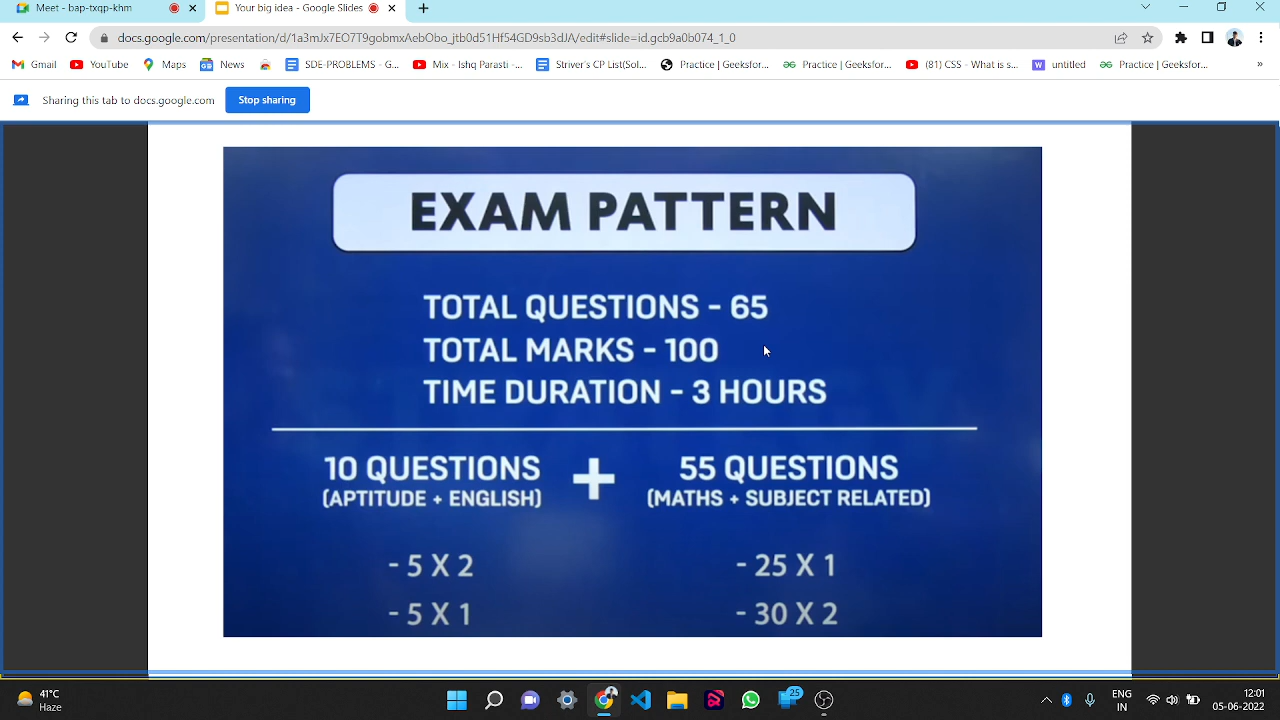 Meet - bap-txqp-khm
Your big idea - Google Slides
docs.google.com/presentation/d/1a3mJx7EO7T9gobmxAebObo_jtb0d51Hf54GD9sb3dJA/edit#slide=id.gcb9a0b074_1_0
Gmail
YouTube
Maps
News
SDE-PROBLEMS - G...
Mix - Ishq Parasti -...
Striver's CP List(Sol...
Practice | Geeksfor...
Practice | Geeksfor...
(81) CSS - What is s...
untitled
Practice | Geeksfor...
»
Sharing this tab to docs.google.com
Stop sharing
EXAM PATTERN
TOTAL QUESTIONS - 65
TOTAL MARKS - 100
TIME DURATION - 3 HOURS
10 QUESTIONS + 55 QUESTIONS
(APTITUDE + ENGLISH) (MATHS + SUBJECT RELATED)
- 5 X 2 - 25 X 1
- 5 X 1 - 30 X 2
41°C
Haze
25
ENG
IN
12:01
05-06-2022